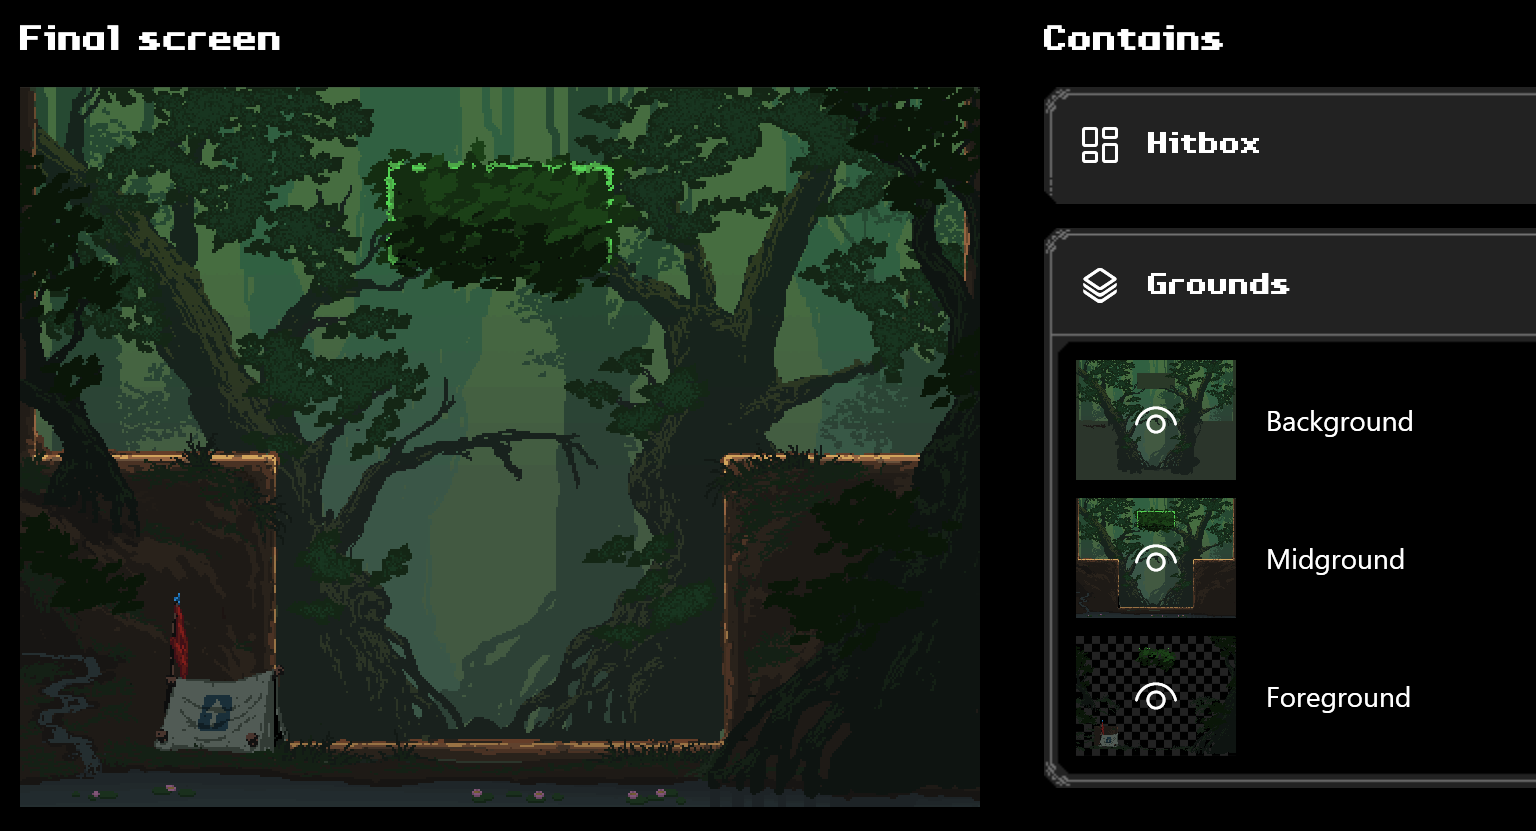 Final screen
Contains
Hitbox
Grounds
Background
Midground
Foreground